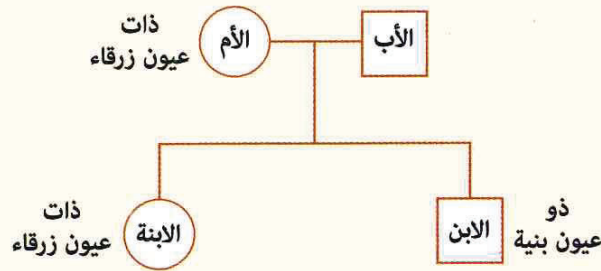 الأب
الأم
ذات
عيون زرقاء
الابن
ذو
عيون بنية
الابنة
ذات
عيون زرقاء